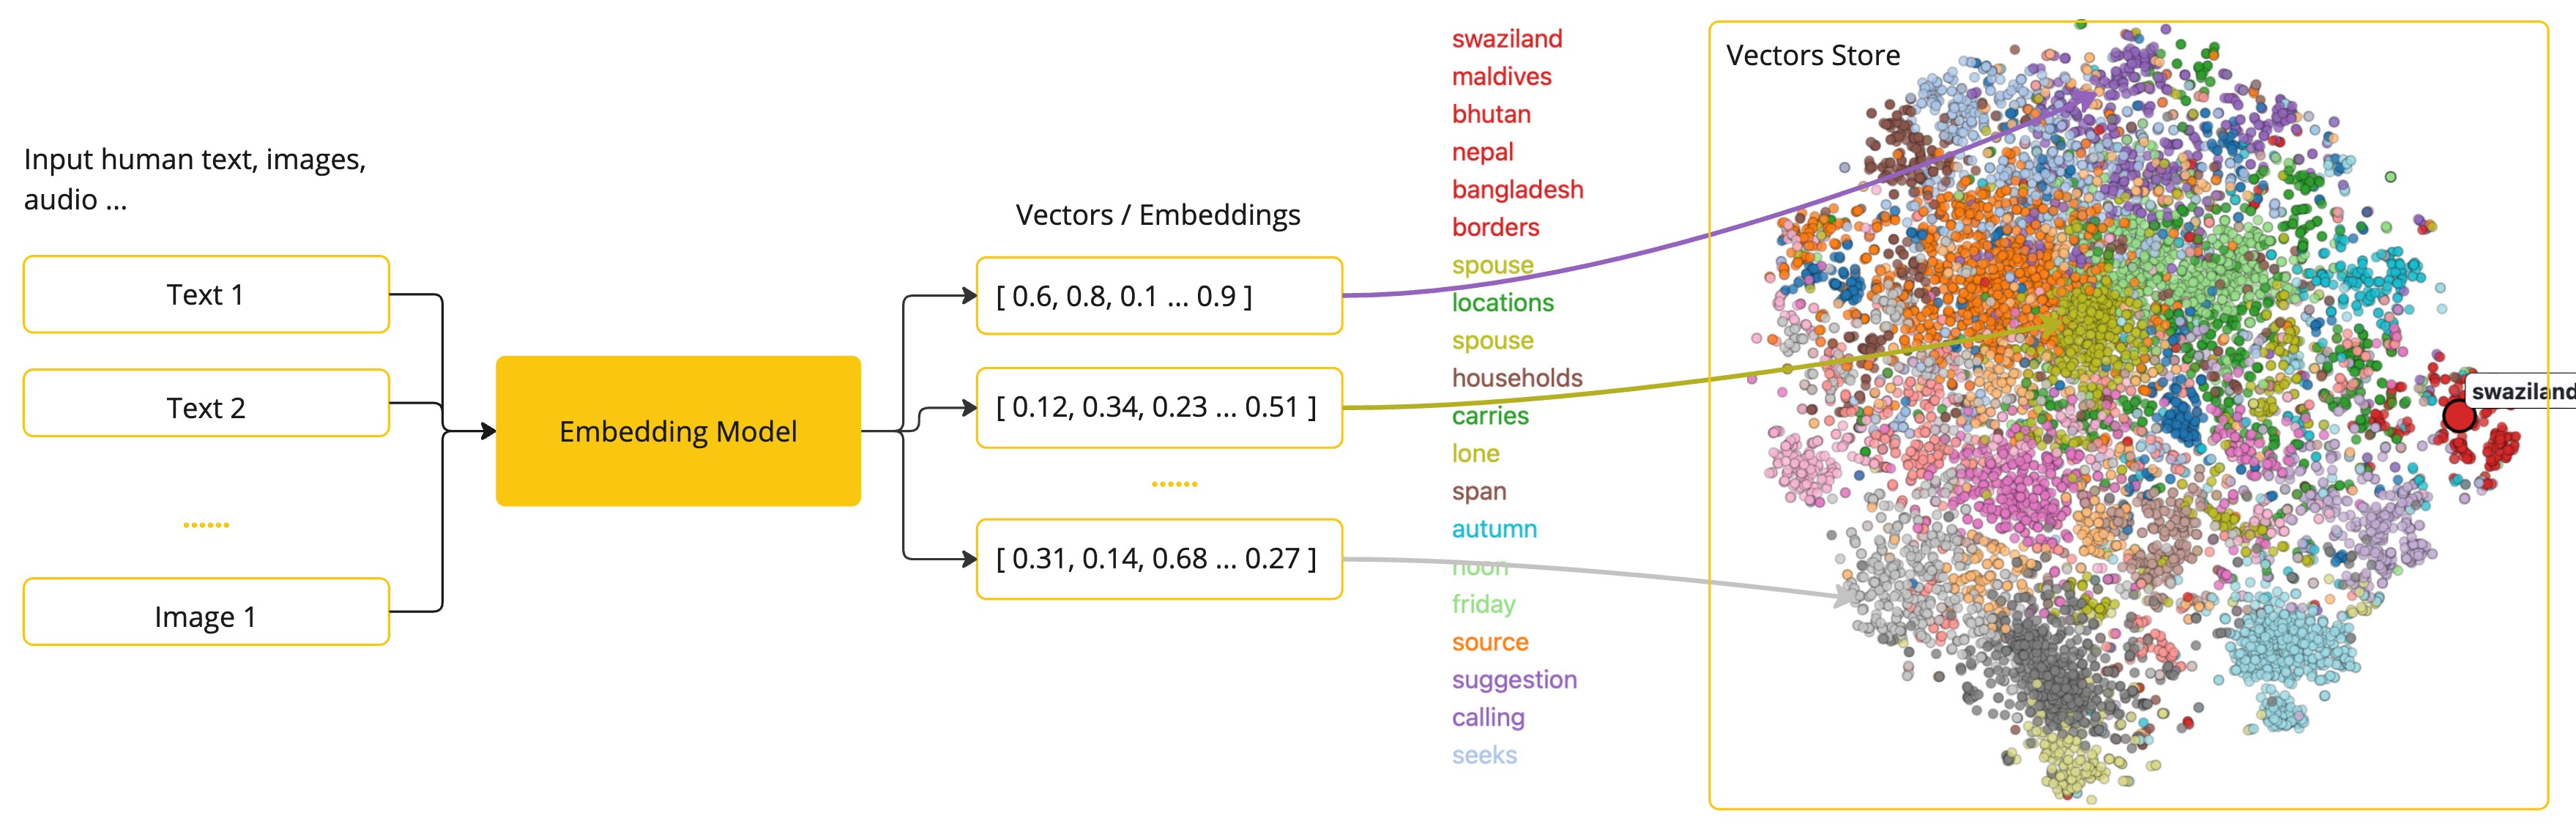 Input human text, images,
audio ...
Text 1
Text 2
......
Image 1
Embedding Model
Vectors / Embeddings
[ 0.6, 0.8, 0.1 ... 0.9 ]
[ 0.12, 0.34, 0.23 ... 0.51 ]
......
[ 0.31, 0.14, 0.68 ... 0.27 ]
swaziland
maldives
bhutan
nepal
bangladesh
borders
spouse
locations
spouse
households
carries
lone
span
autumn
noon
friday
source
suggestion
calling
seeks
Vectors Store
swaziland